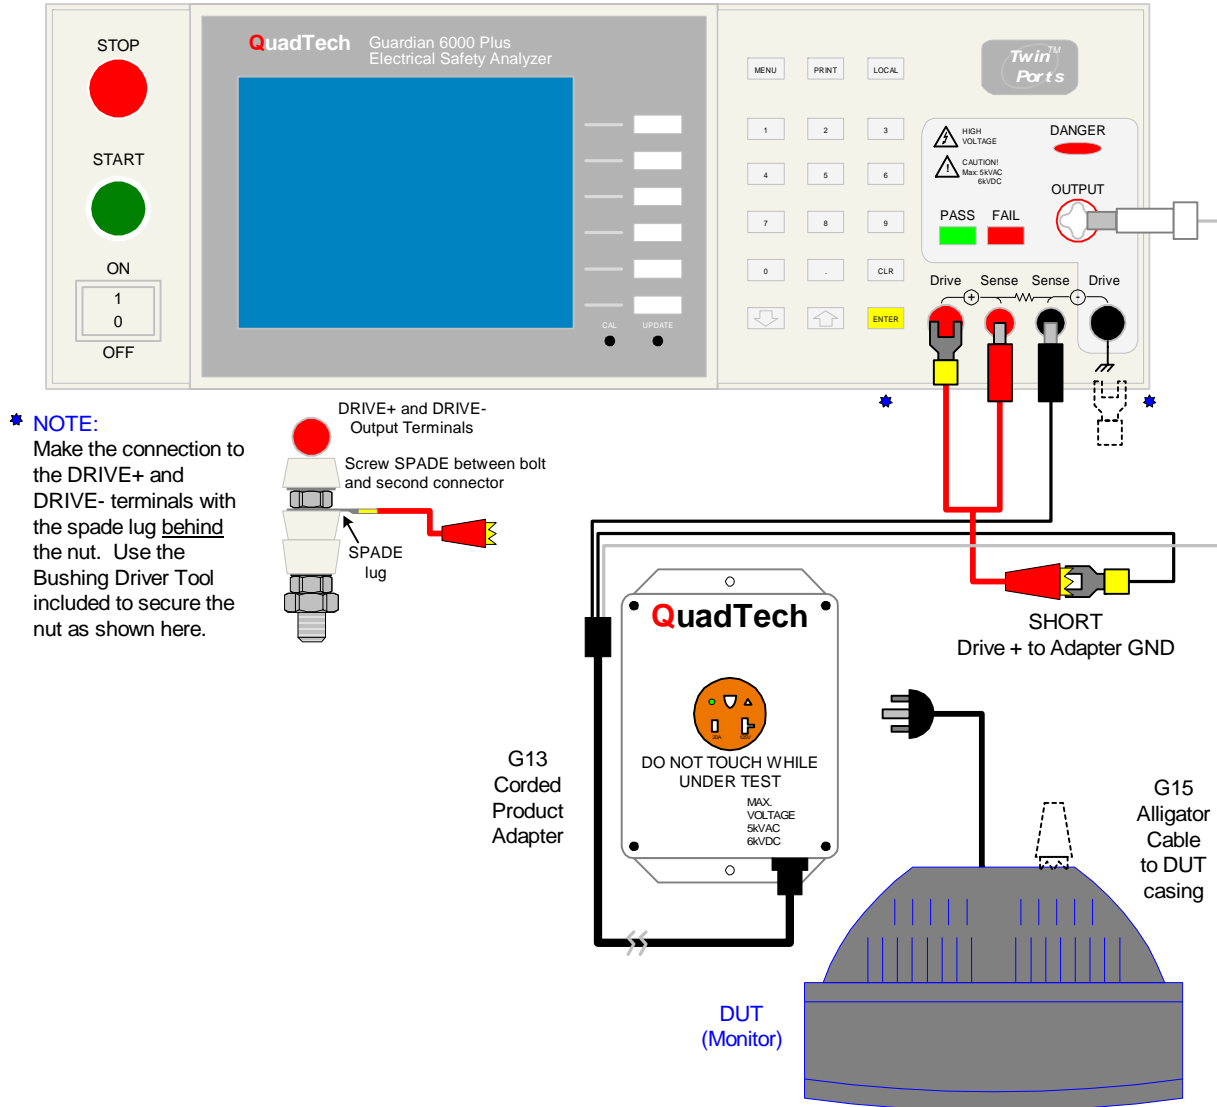 STOP
START
ON
1
0
OFF
QuadTech
Guardian 6000 Plus
Electrical Safety Analyzer
CAL
UPDATE
MENU
PRINT
LOCAL
1
2
3
4
5
6
7
8
9
0
.
CLR
ENTER
Twin™
Ports
HIGH
VOLTAGE
DANGER
CAUTION!
Max: 5kVAC
6kVDC
OUTPUT
PASS
FAIL
Drive
Sense
Sense
Drive
+
-
NOTE:
Make the connection to
the DRIVE+ and
DRIVE- terminals with
the spade lug behind
the nut. Use the
Bushing Driver Tool
included to secure the
nut as shown here.
DRIVE+ and DRIVE-
Output Terminals
Screw SPADE between bolt
and second connector
SPADE
lug
SHORT
Drive + to Adapter GND
QuadTech
20A
125V
DO NOT TOUCH WHILE
UNDER TEST
MAX.
VOLTAGE
5kVAC
6kVDC
G13
Corded
Product
Adapter
G15
Alligator
Cable
to DUT
casing
DUT
(Monitor)